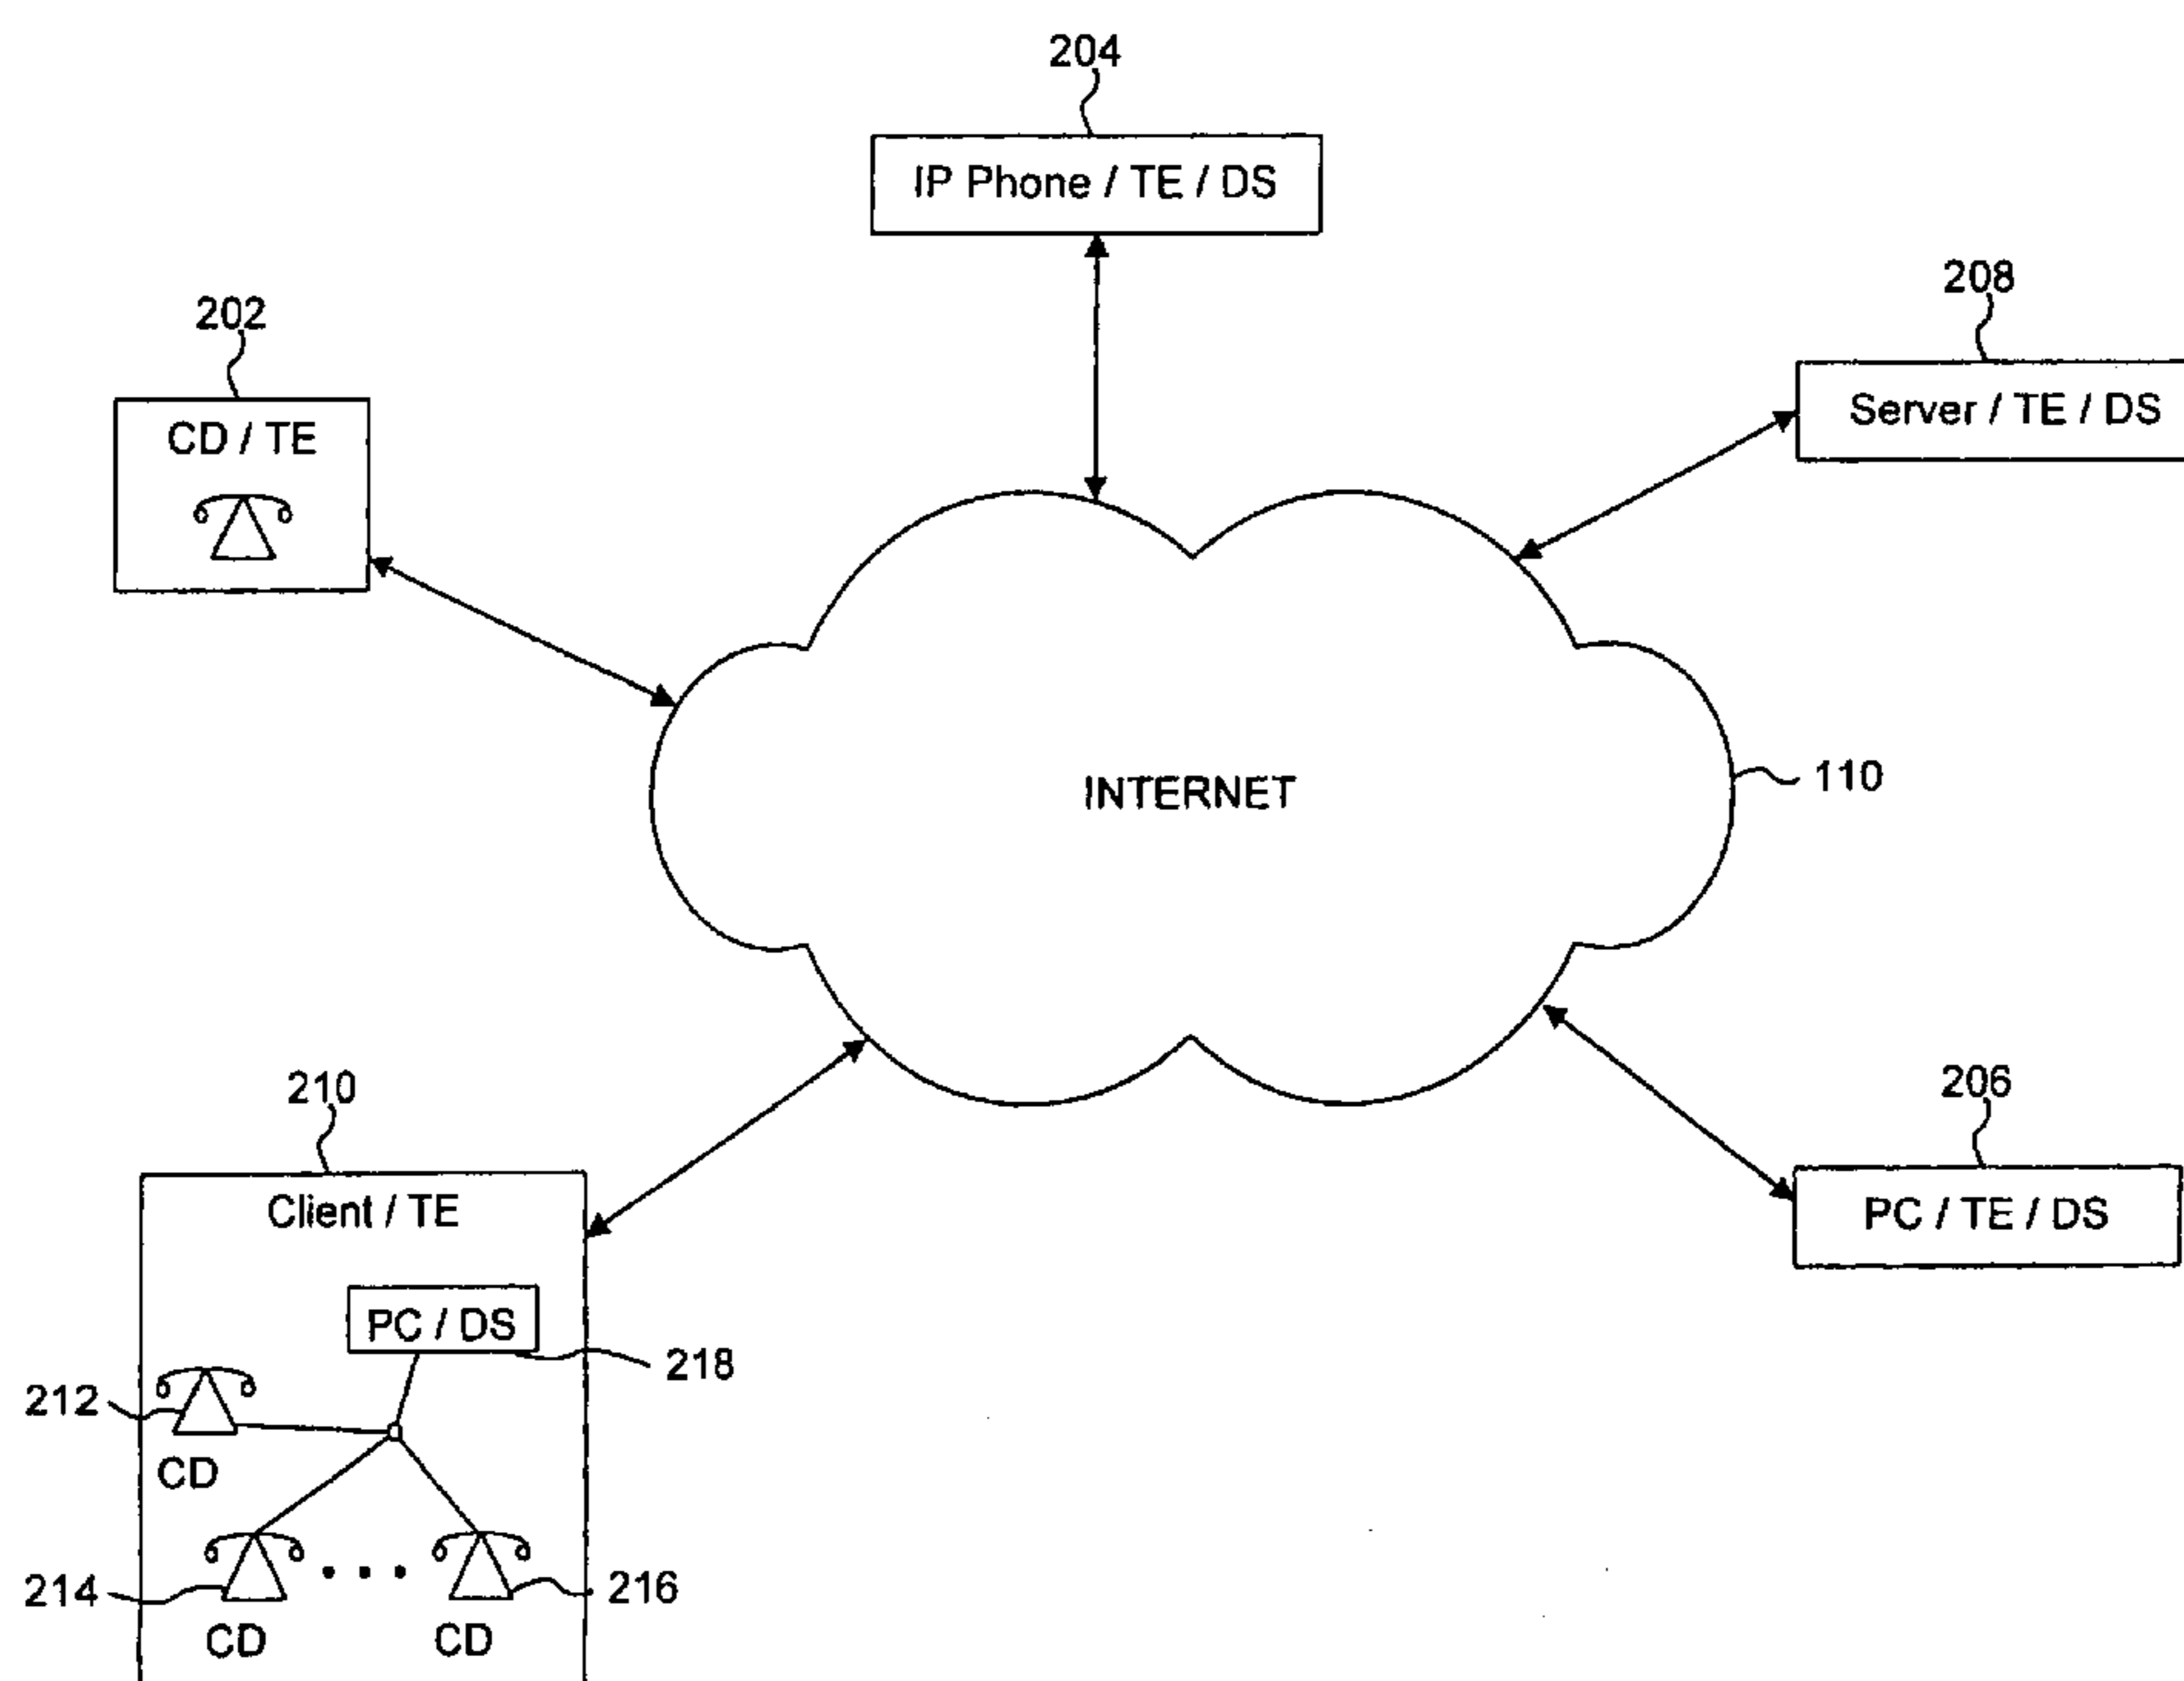 204
IP Phone / TE / DS
208
Server / TE / DS
202
CD / TE
INTERNET
110
210
Client / TE
206
PC / TE / DS
PC / DS
218
212
CD
214
216
CD
CD